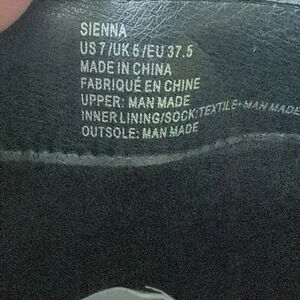 SIENNA
US 7/UK 5/EU 37.5
MADE IN CHINA
FABRIQUÉ EN CHINE
UPPER: MAN MADE
INNER LINING/SOCK:TEXTILE+MAN MADE
OUTSOLE: MAN MADE